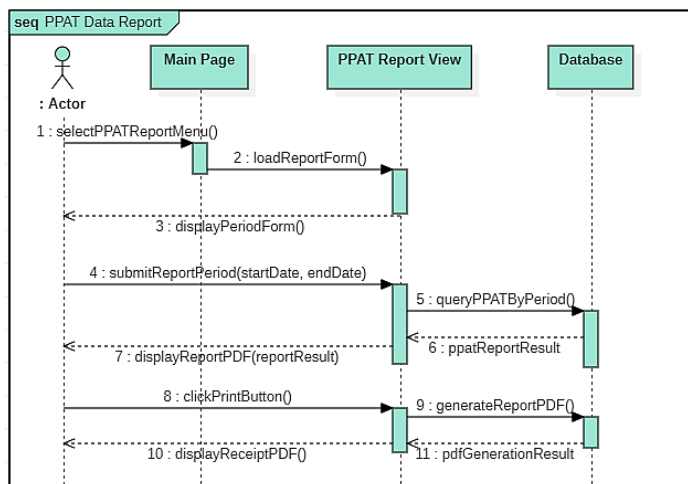 seq PPAT Data Report
Main Page
PPAT Report View
Database
: Actor
1 : selectPPATReportMenu()
2 : loadReportForm()
3 : displayPeriodForm()
4 : submitReportPeriod(startDate, endDate)
5 : queryPPATByPeriod()
6 : ppatReportResult
7 : displayReportPDF(reportResult)
8 : clickPrintButton()
9 : generateReportPDF()
10 : displayReceiptPDF()
11 : pdfGenerationResult